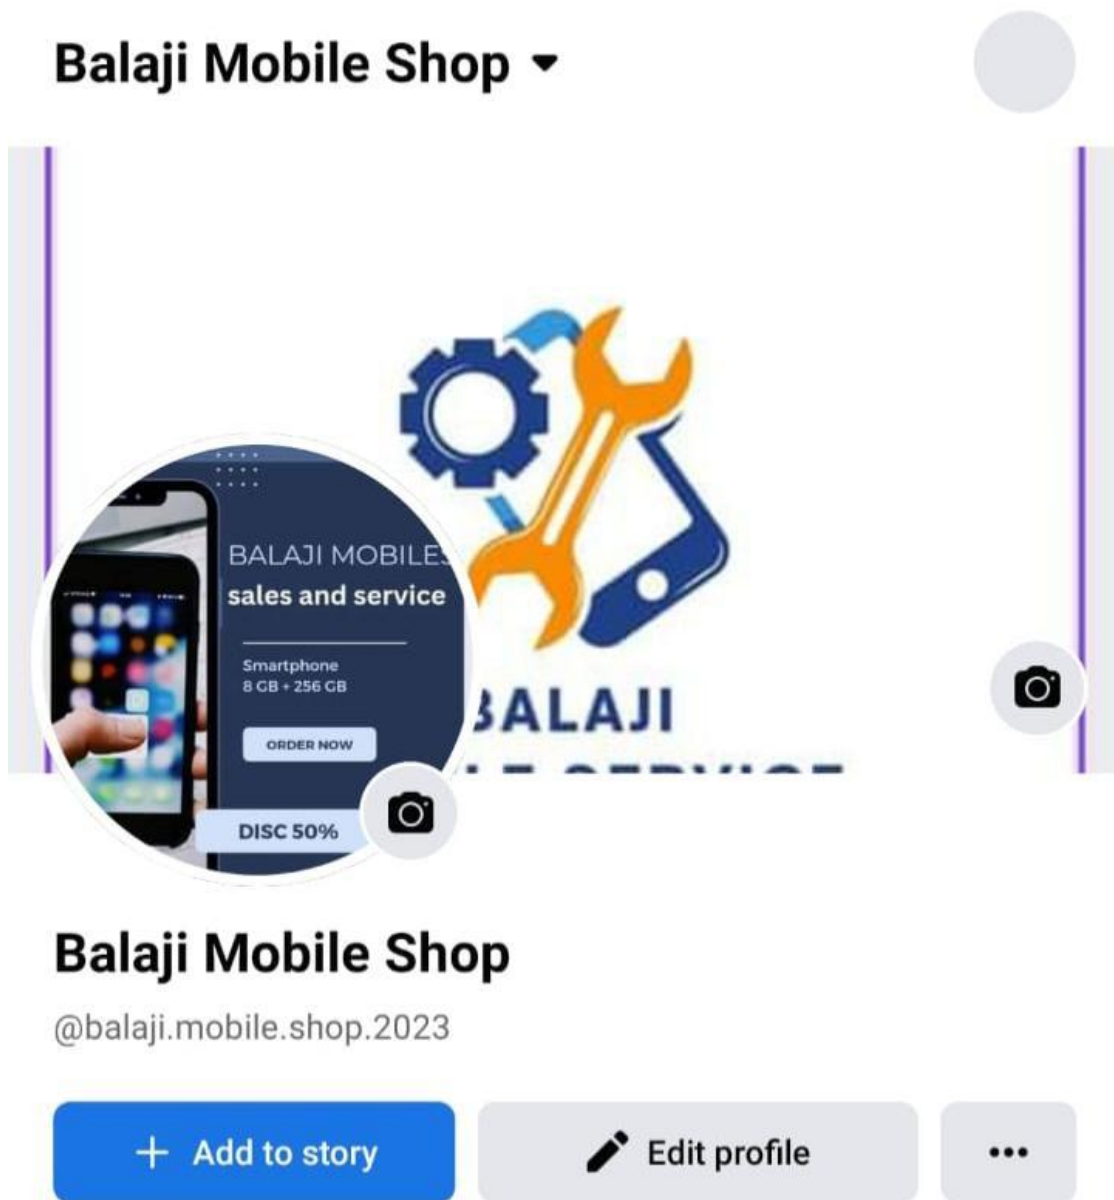 Balaji Mobile Shop
BALAJI MOBILES
sales and service
Smartphone
8 GB + 256 GB
ORDER NOW
DISC 50%
BALAJI
Balaji Mobile Shop
@balaji.mobile.shop.2023
+ Add to story
Edit profile